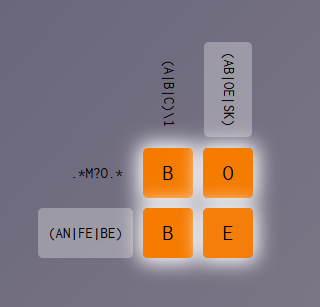 (A|B|C)\1
(AB|OE|SK)
.*M?O.*
B O
(AN|FE|BE)
B E